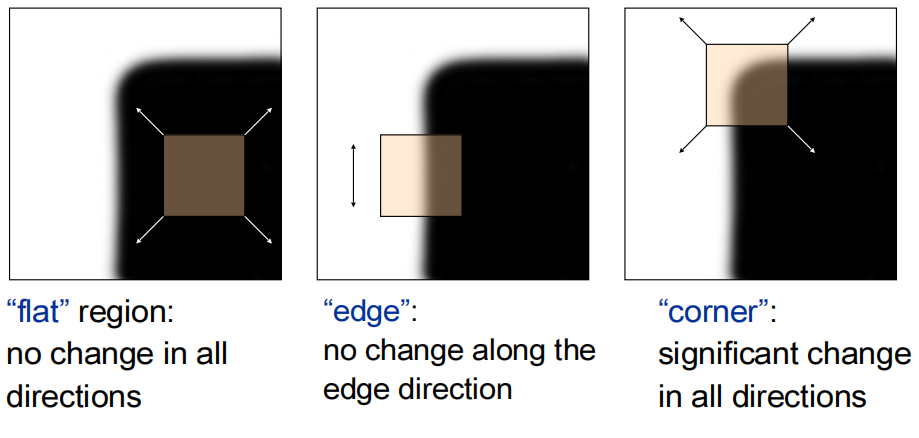 “flat” region:
no change in all
directions
“edge”:
no change along the
edge direction
“corner”:
significant change
in all directions